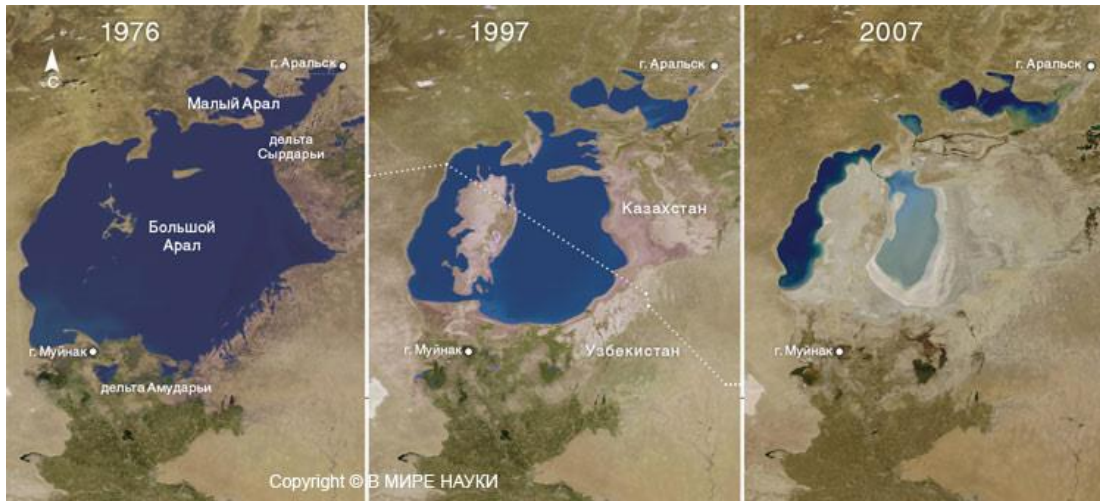 1976
С
г. Аральск
Малый Арал
дельта
Сырдарьи
Большой
Арал
г. Муйнак
дельта Амударьи
1997
г. Аральск
Казахстан
г. Муйнак
Узбекистан
2007
г. Аральск
г. Муйнак
Copyright © В МИРЕ НАУКИ